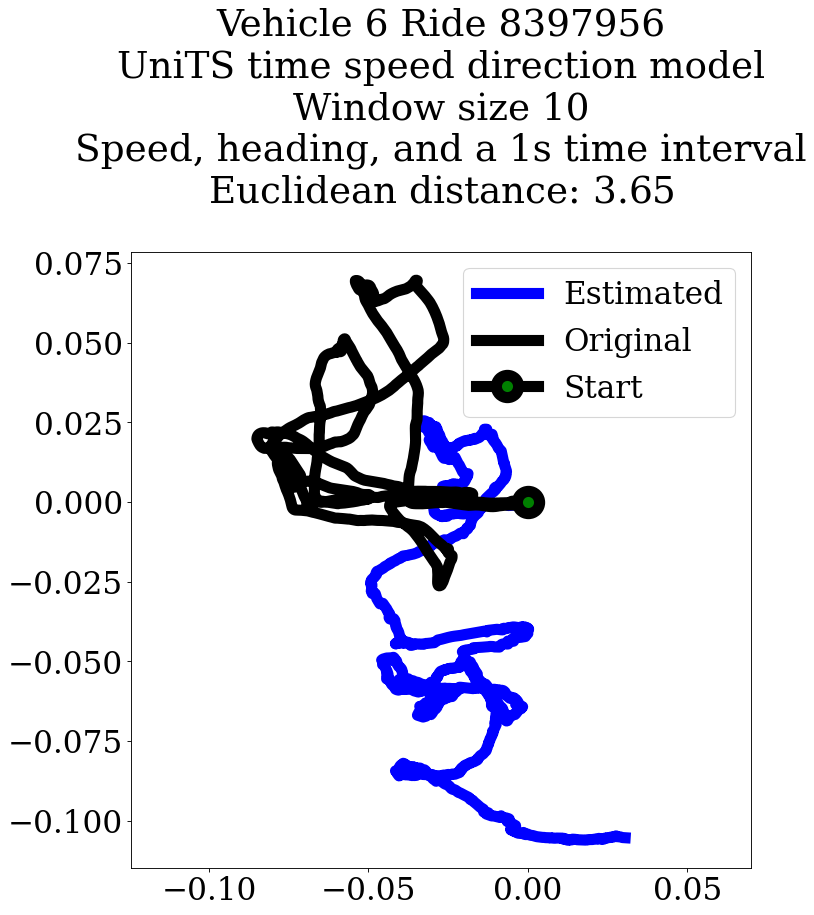 Vehicle 6 Ride 8397956
UniTS time speed direction model
Window size 10
Speed, heading, and a 1s time interval
Euclidean distance: 3.65
0.075
0.050
0.025
0.000
−0.025
−0.050
−0.075
−0.100
Estimated
Original
Start
−0.10
−0.05
0.00
0.05